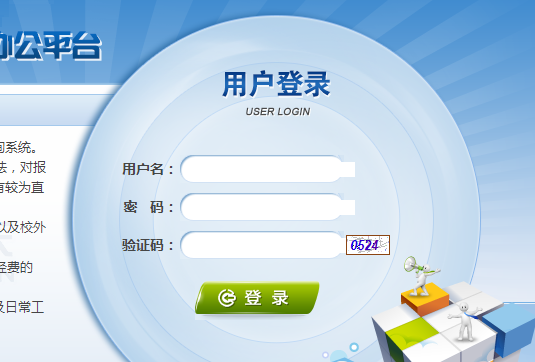 办公平台
用户登录
USER LOGIN
询系统。
法，对报
有较为直
以及校外
经费的
及日常工
用户名：
密 码：
验证码： 0524
登 录